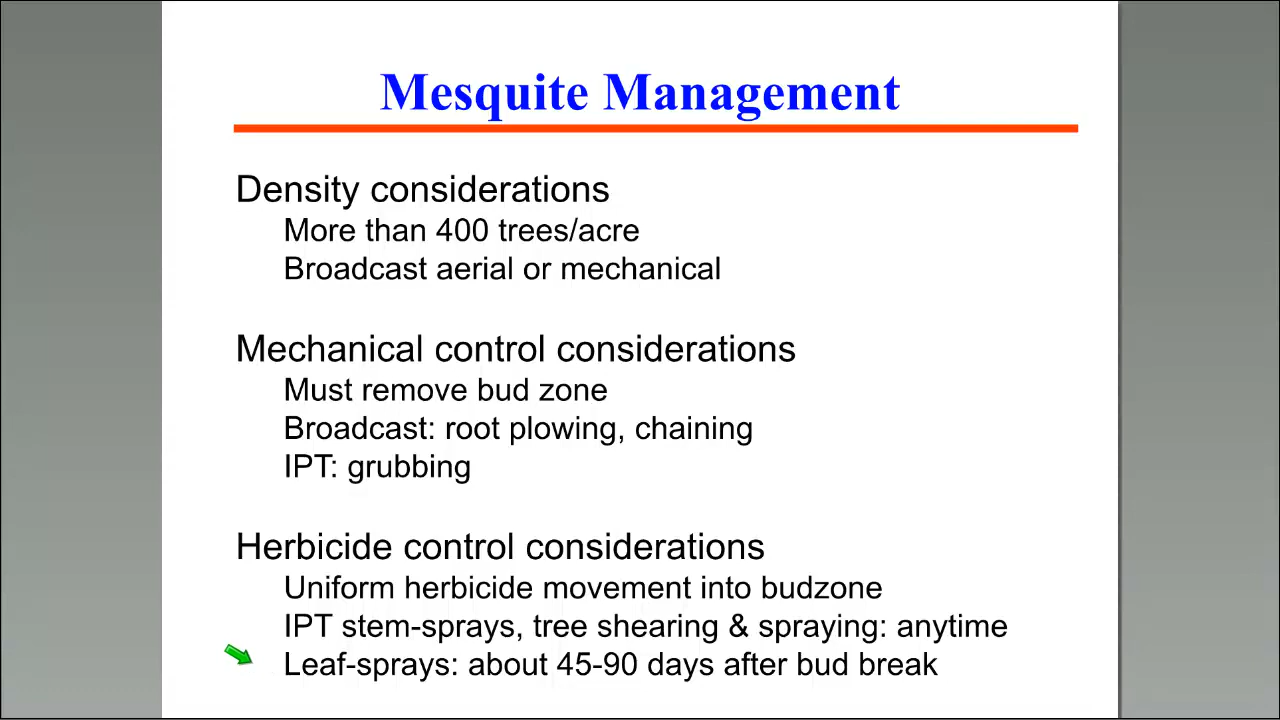 Mesquite Management
Density considerations
More than 400 trees/acre
Broadcast aerial or mechanical
Mechanical control considerations
Must remove bud zone
Broadcast: root plowing, chaining
IPT: grubbing
Herbicide control considerations
Uniform herbicide movement into budzone
IPT stem-sprays, tree shearing & spraying: anytime
Leaf-sprays: about 45-90 days after bud break